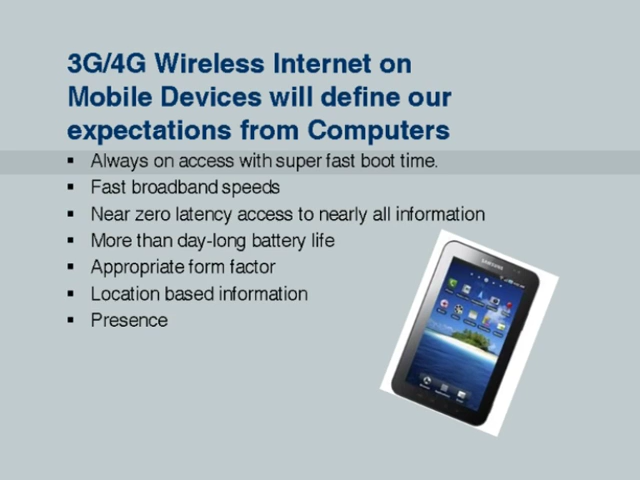 3G/4G Wireless Internet on
Mobile Devices will define our
expectations from Computers
▪ Always on access with super fast boot time.
▪ Fast broadband speeds
▪ Near zero latency access to nearly all information
▪ More than day-long battery life
▪ Appropriate form factor
▪ Location based information
▪ Presence
SAMSUNG